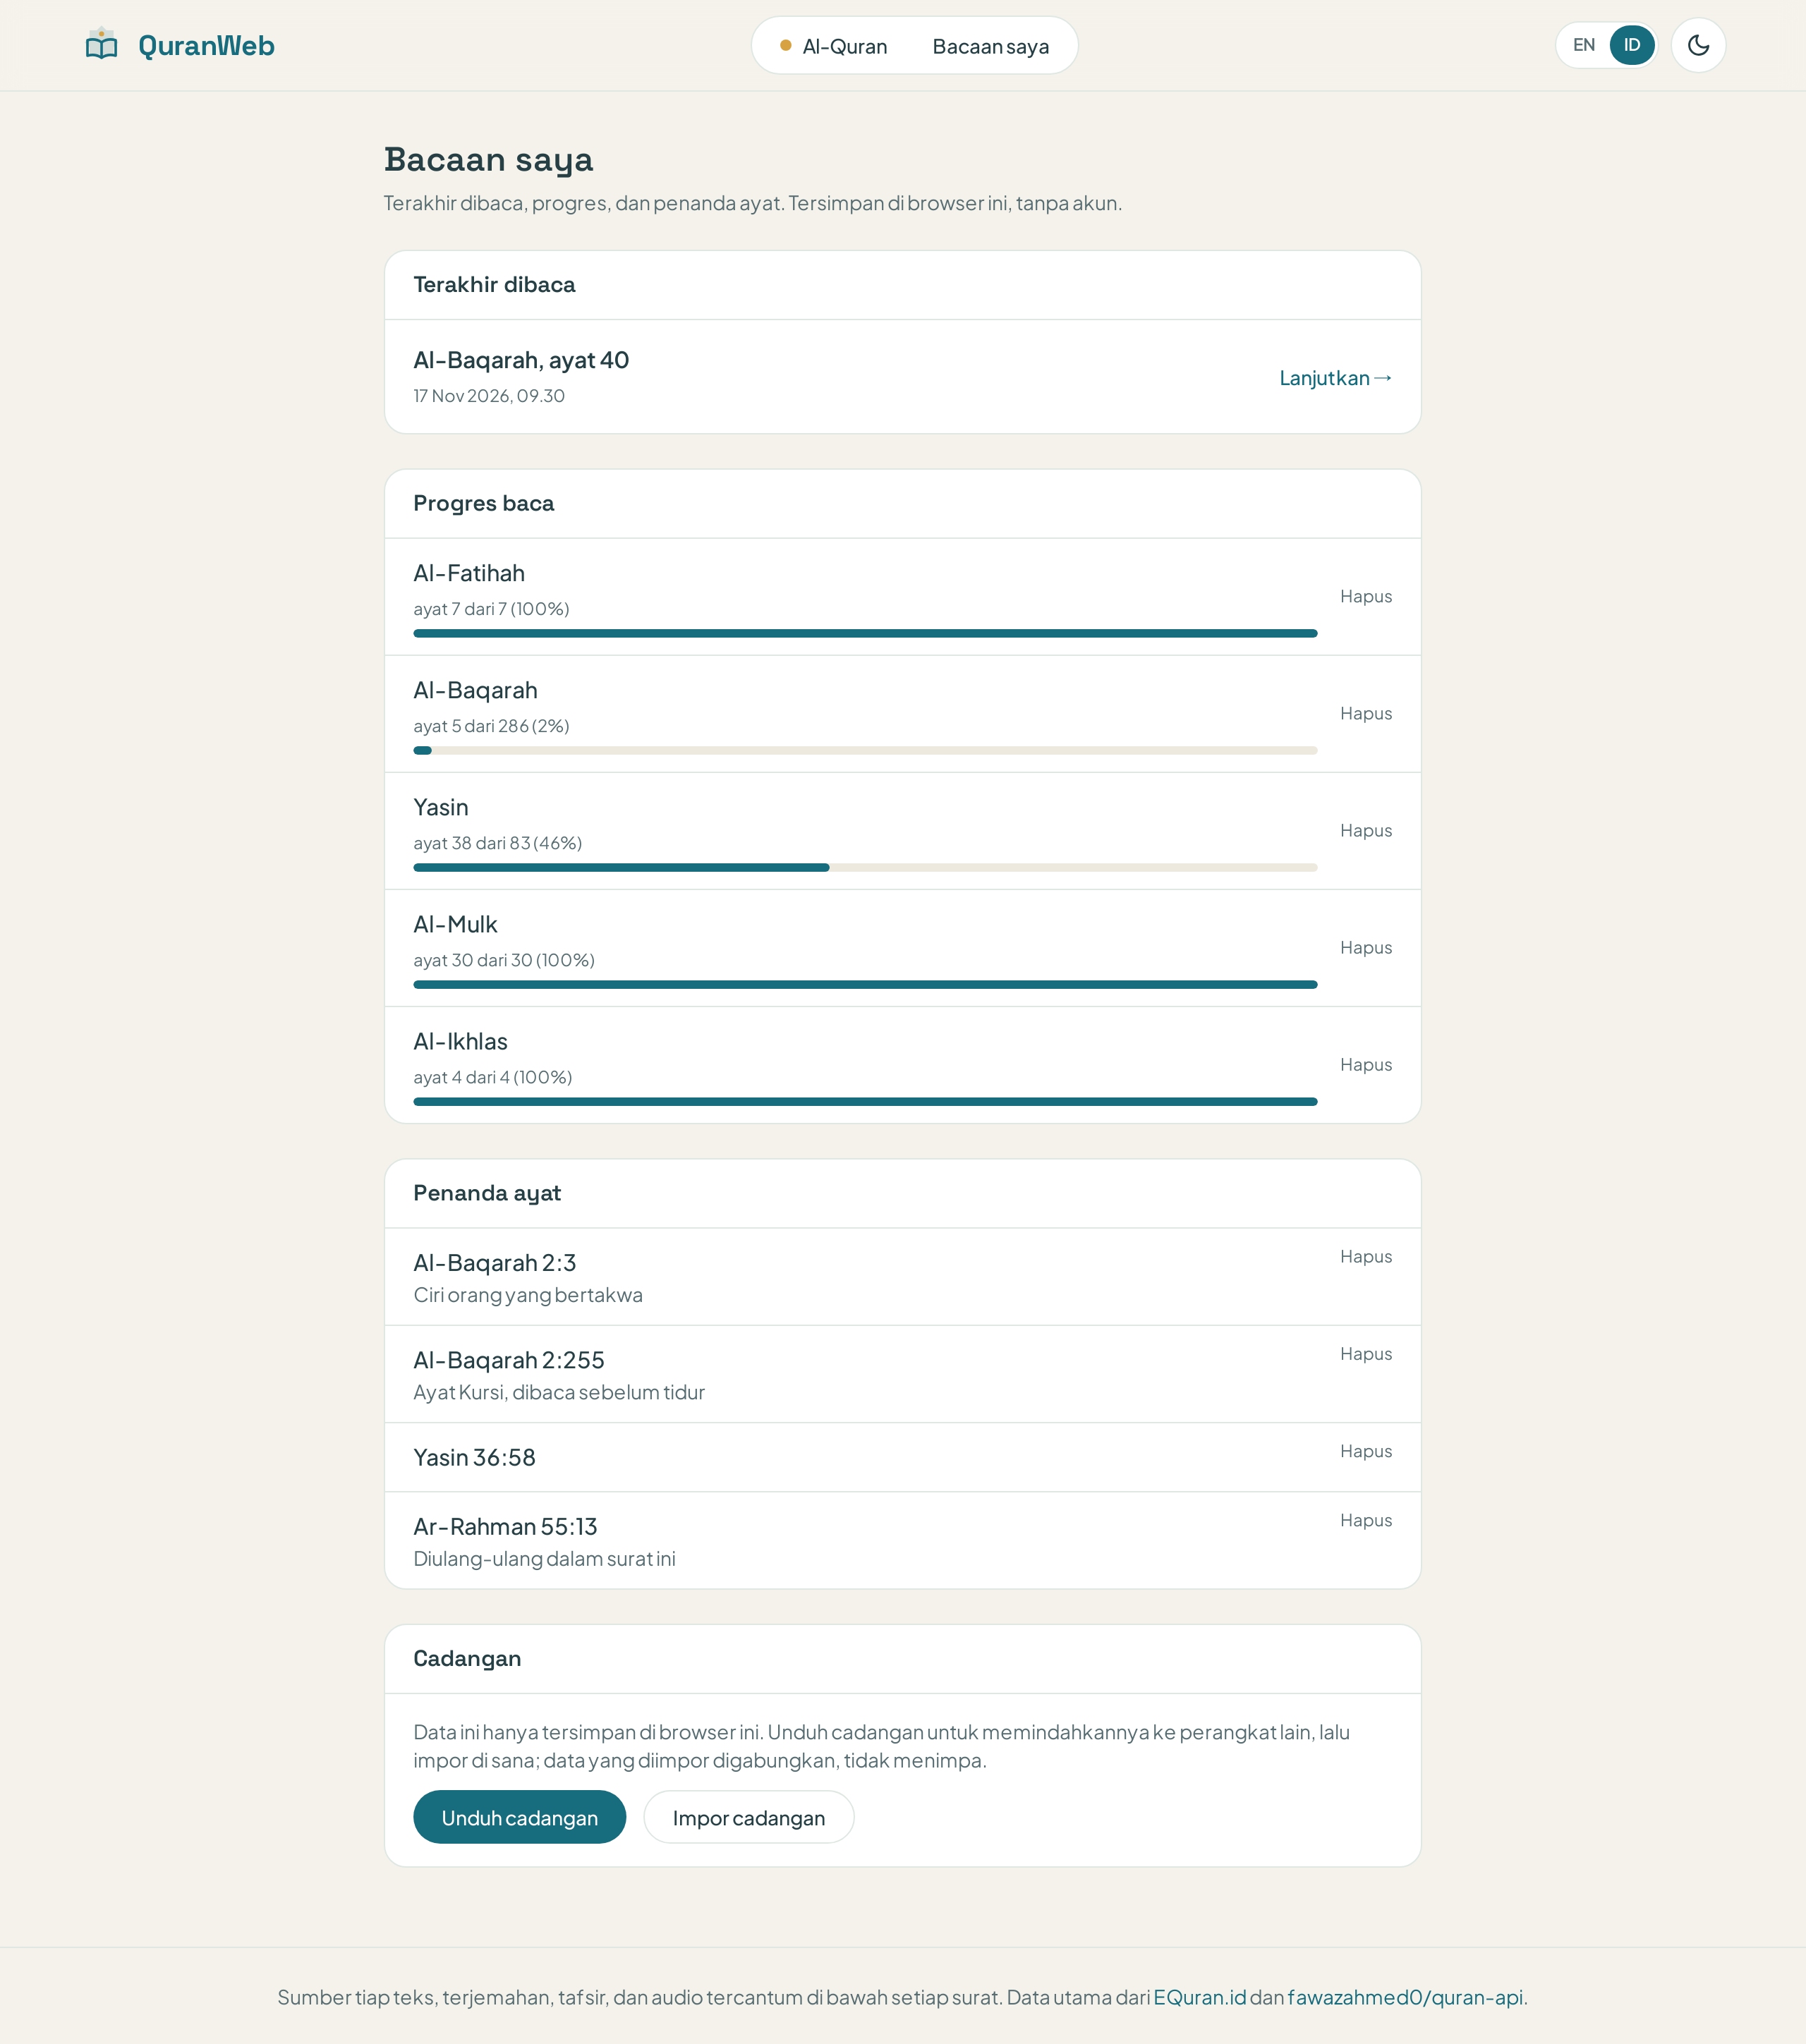 QuranWeb
Al-Quran
Bacaan saya
EN
ID
Bacaan saya
Terakhir dibaca, progres, dan penanda ayat. Tersimpan di browser ini, tanpa akun.
Terakhir dibaca
Al-Baqarah, ayat 40
17 Nov 2026, 09.30
Lanjutkan →
Progres baca
Al-Fatihah
ayat 7 dari 7 (100%)
Hapus
Al-Baqarah
ayat 5 dari 286 (2%)
Hapus
Yasin
ayat 38 dari 83 (46%)
Hapus
Al-Mulk
ayat 30 dari 30 (100%)
Hapus
Al-Ikhlas
ayat 4 dari 4 (100%)
Hapus
Penanda ayat
Al-Baqarah 2:3
Hapus
Ciri orang yang bertakwa
Al-Baqarah 2:255
Hapus
Ayat Kursi, dibaca sebelum tidur
Yasin 36:58
Hapus
Ar-Rahman 55:13
Hapus
Diulang-ulang dalam surat ini
Cadangan
Data ini hanya tersimpan di browser ini. Unduh cadangan untuk memindahkannya ke perangkat lain, lalu
impor di sana; data yang diimpor digabungkan, tidak menimpa.
Unduh cadangan
Impor cadangan
Sumber tiap teks, terjemahan, tafsir, dan audio tercantum di bawah setiap surat. Data utama dari EQuran.id dan fawazahmed0/quran-api.